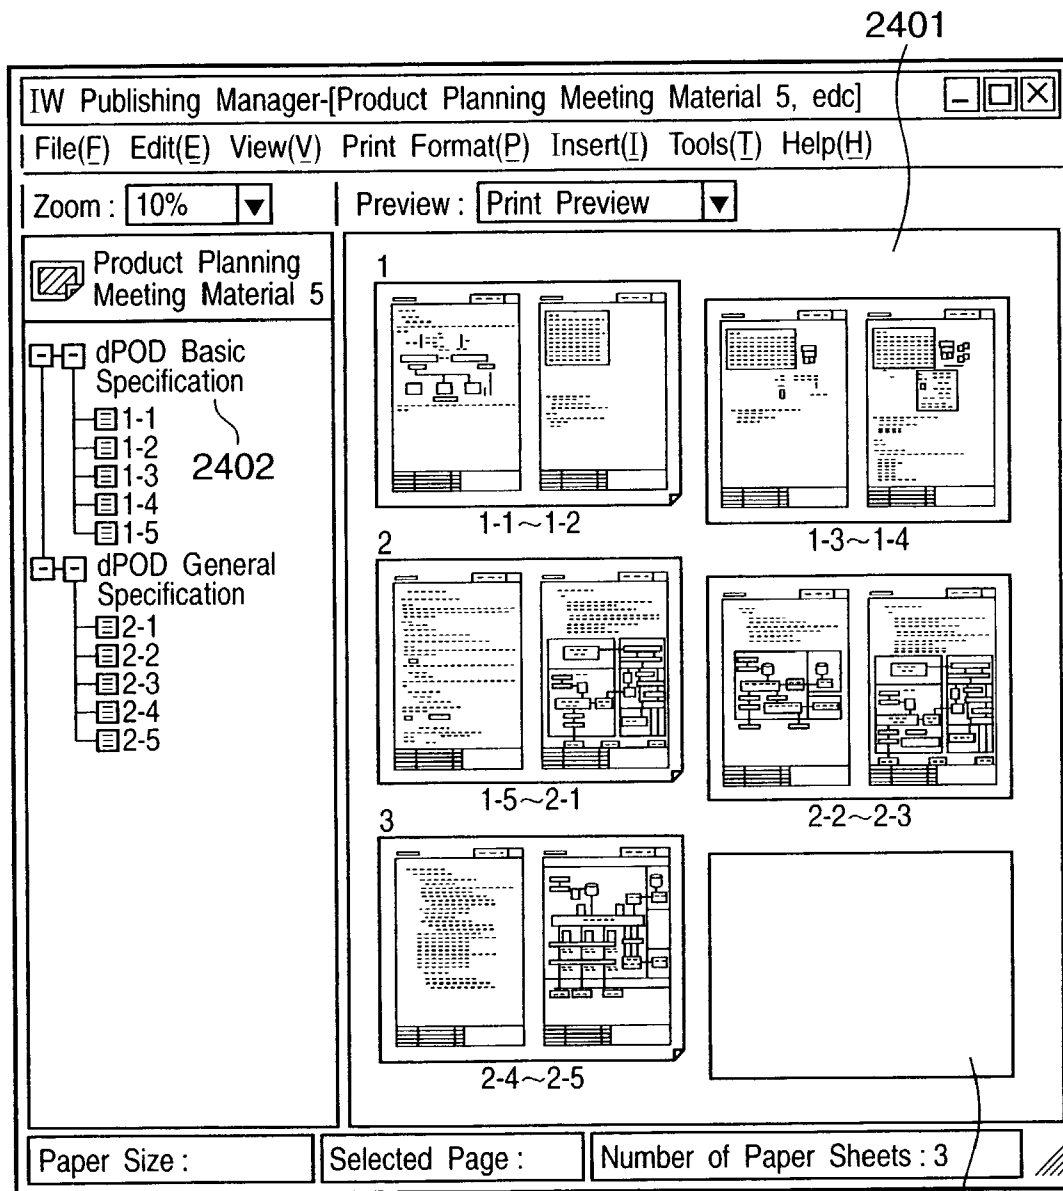 2401
IW Publishing Manager-[Product Planning Meeting Material 5, edc]
File(F) Edit(E) View(V) Print Format(P) Insert(I) Tools(T) Help(H)
Zoom : 10% Preview : Print Preview
Product Planning
Meeting Material 5
dPOD Basic
Specification
1-1
1-2
1-3
1-4
1-5
2402
dPOD General
Specification
2-1
2-2
2-3
2-4
2-5
1
1-1~1-2
1-3~1-4
2
1-5~2-1
2-2~2-3
3
2-4~2-5
Paper Size :
Selected Page :
Number of Paper Sheets : 3